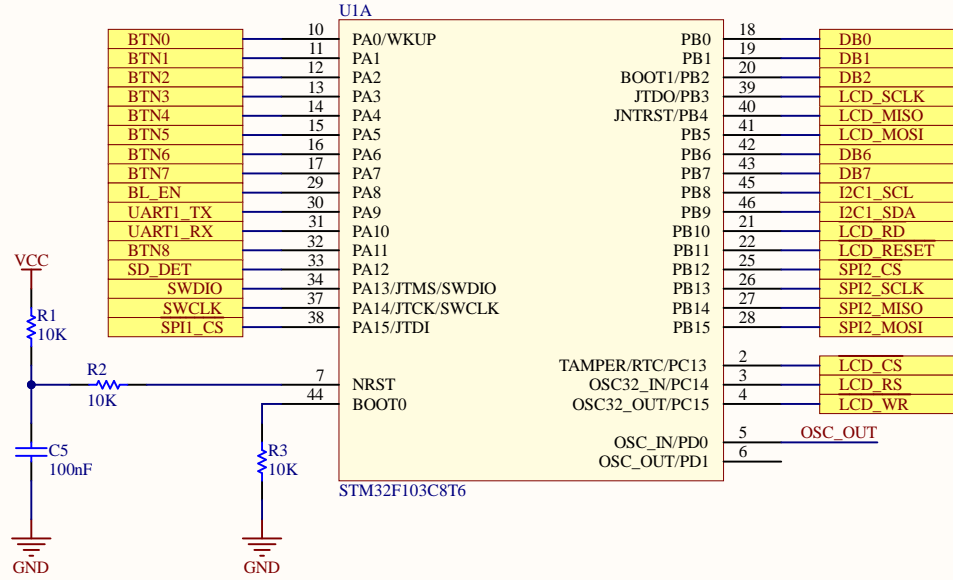 U1A
BTN0 10 PA0/WKUP PB0 18 DB0
BTN1 11 PA1 PB1 19 DB1
BTN2 12 PA2 BOOT1/PB2 20 DB2
BTN3 13 PA3 JTDO/PB3 39 LCD_SCLK
BTN4 14 PA4 JNTRST/PB4 40 LCD_MISO
BTN5 15 PA5 PB5 41 LCD_MOSI
BTN6 16 PA6 PB6 42 DB6
BTN7 17 PA7 PB7 43 DB7
BL_EN 29 PA8 PB8 45 I2C1_SCL
UART1_TX 30 PA9 PB9 46 I2C1_SDA
UART1_RX 31 PA10 PB10 21 LCD_RD
BTN8 32 PA11 PB11 22 LCD_RESET
SD_DET 33 PA12 PB12 25 SPI2_CS
SWDIO 34 PA13/JTMS/SWDIO PB13 26 SPI2_SCLK
SWCLK 37 PA14/JTCK/SWCLK PB14 27 SPI2_MISO
SPI1_CS 38 PA15/JTDI PB15 28 SPI2_MOSI
VCC
R1
10K
TAMPER/RTC/PC13 2 LCD_CS
OSC32_IN/PC14 3 LCD_RS
OSC32_OUT/PC15 4 LCD_WR
R2
10K
7 NRST
44 BOOT0
OSC_IN/PD0 5 OSC_OUT
OSC_OUT/PD1 6
C5
100nF
R3
10K
STM32F103C8T6
GND
GND